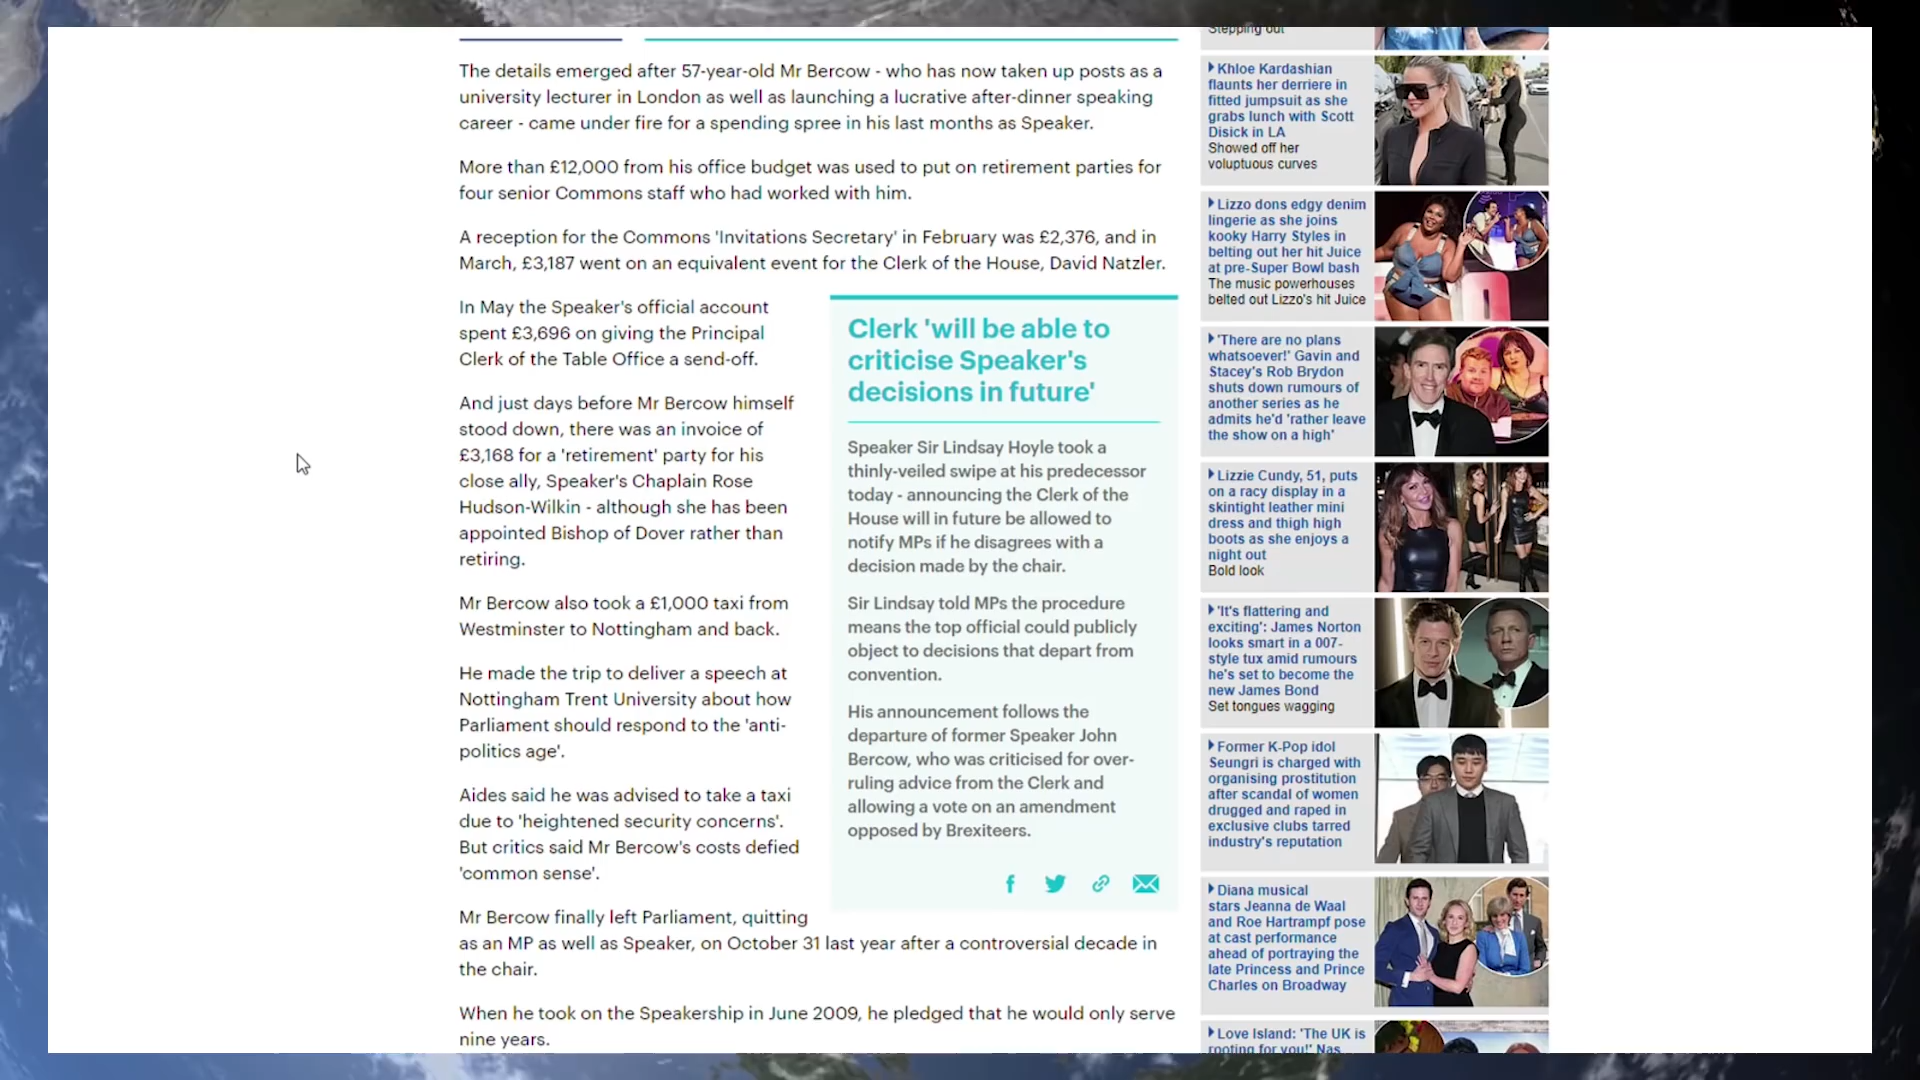 The details emerged after 57-year-old Mr Bercow - who has now taken up posts as a
university lecturer in London as well as launching a lucrative after-dinner speaking
career - came under fire for a spending spree in his last months as Speaker.
More than £12,000 from his office budget was used to put on retirement parties for
four senior Commons staff who had worked with him.
A reception for the Commons 'Invitations Secretary' in February was £2,376, and in
March, £3,187 went on an equivalent event for the Clerk of the House, David Natzler.
In May the Speaker's official account
spent £3,696 on giving the Principal
Clerk of the Table Office a send-off.
And just days before Mr Bercow himself
stood down, there was an invoice of
£3,168 for a 'retirement' party for his
close ally, Speaker's Chaplain Rose
Hudson-Wilkin - although she has been
appointed Bishop of Dover rather than
retiring.
Mr Bercow also took a £1,000 taxi from
Westminster to Nottingham and back.
He made the trip to deliver a speech at
Nottingham Trent University about how
Parliament should respond to the 'anti-
politics age'.
Aides said he was advised to take a taxi
due to 'heightened security concerns'.
But critics said Mr Bercow's costs defied
'common sense'.
Mr Bercow finally left Parliament, quitting
as an MP as well as Speaker, on October 31 last year after a controversial decade in
the chair.
When he took on the Speakership in June 2009, he pledged that he would only serve
nine years.
Clerk 'will be able to
criticise Speaker's
decisions in future'
Speaker Sir Lindsay Hoyle took a
thinly-veiled swipe at his predecessor
today - announcing the Clerk of the
House will in future be allowed to
notify MPs if he disagrees with a
decision made by the chair.
Sir Lindsay told MPs the procedure
means the top official could publicly
object to decisions that depart from
convention.
His announcement follows the
departure of former Speaker John
Bercow, who was criticised for over-
ruling advice from the Clerk and
allowing a vote on an amendment
opposed by Brexiteers.
Stepping out
Khloe Kardashian
flaunts her derriere in
fitted jumpsuit as she
grabs lunch with Scott
Disick in LA
Showed off her
voluptuous curves
Lizzo dons edgy denim
lingerie as she joins
kooky Harry Styles in
belting out her hit Juice
at pre-Super Bowl bash
The music powerhouses
belted out Lizzo's hit Juice
'There are no plans
whatsoever!' Gavin and
Stacey's Rob Brydon
shuts down rumours of
another series as he
admits he'd 'rather leave
the show on a high'
Lizzie Cundy, 51, puts
on a racy display in a
skintight leather mini
dress and thigh high
boots as she enjoys a
night out
Bold look
'It's flattering and
exciting': James Norton
looks smart in a 007-
style tux amid rumours
he's set to become the
new James Bond
Set tongues wagging
Former K-Pop idol
Seungri is charged with
organising prostitution
after scandal of women
drugged and raped in
exclusive clubs tarred
industry's reputation
Diana musical
stars Jeanna de Waal
and Roe Hartrampf pose
at cast performance
ahead of portraying the
late Princess and Prince
Charles on Broadway
Love Island: 'The UK is
rooting for you!' Nas